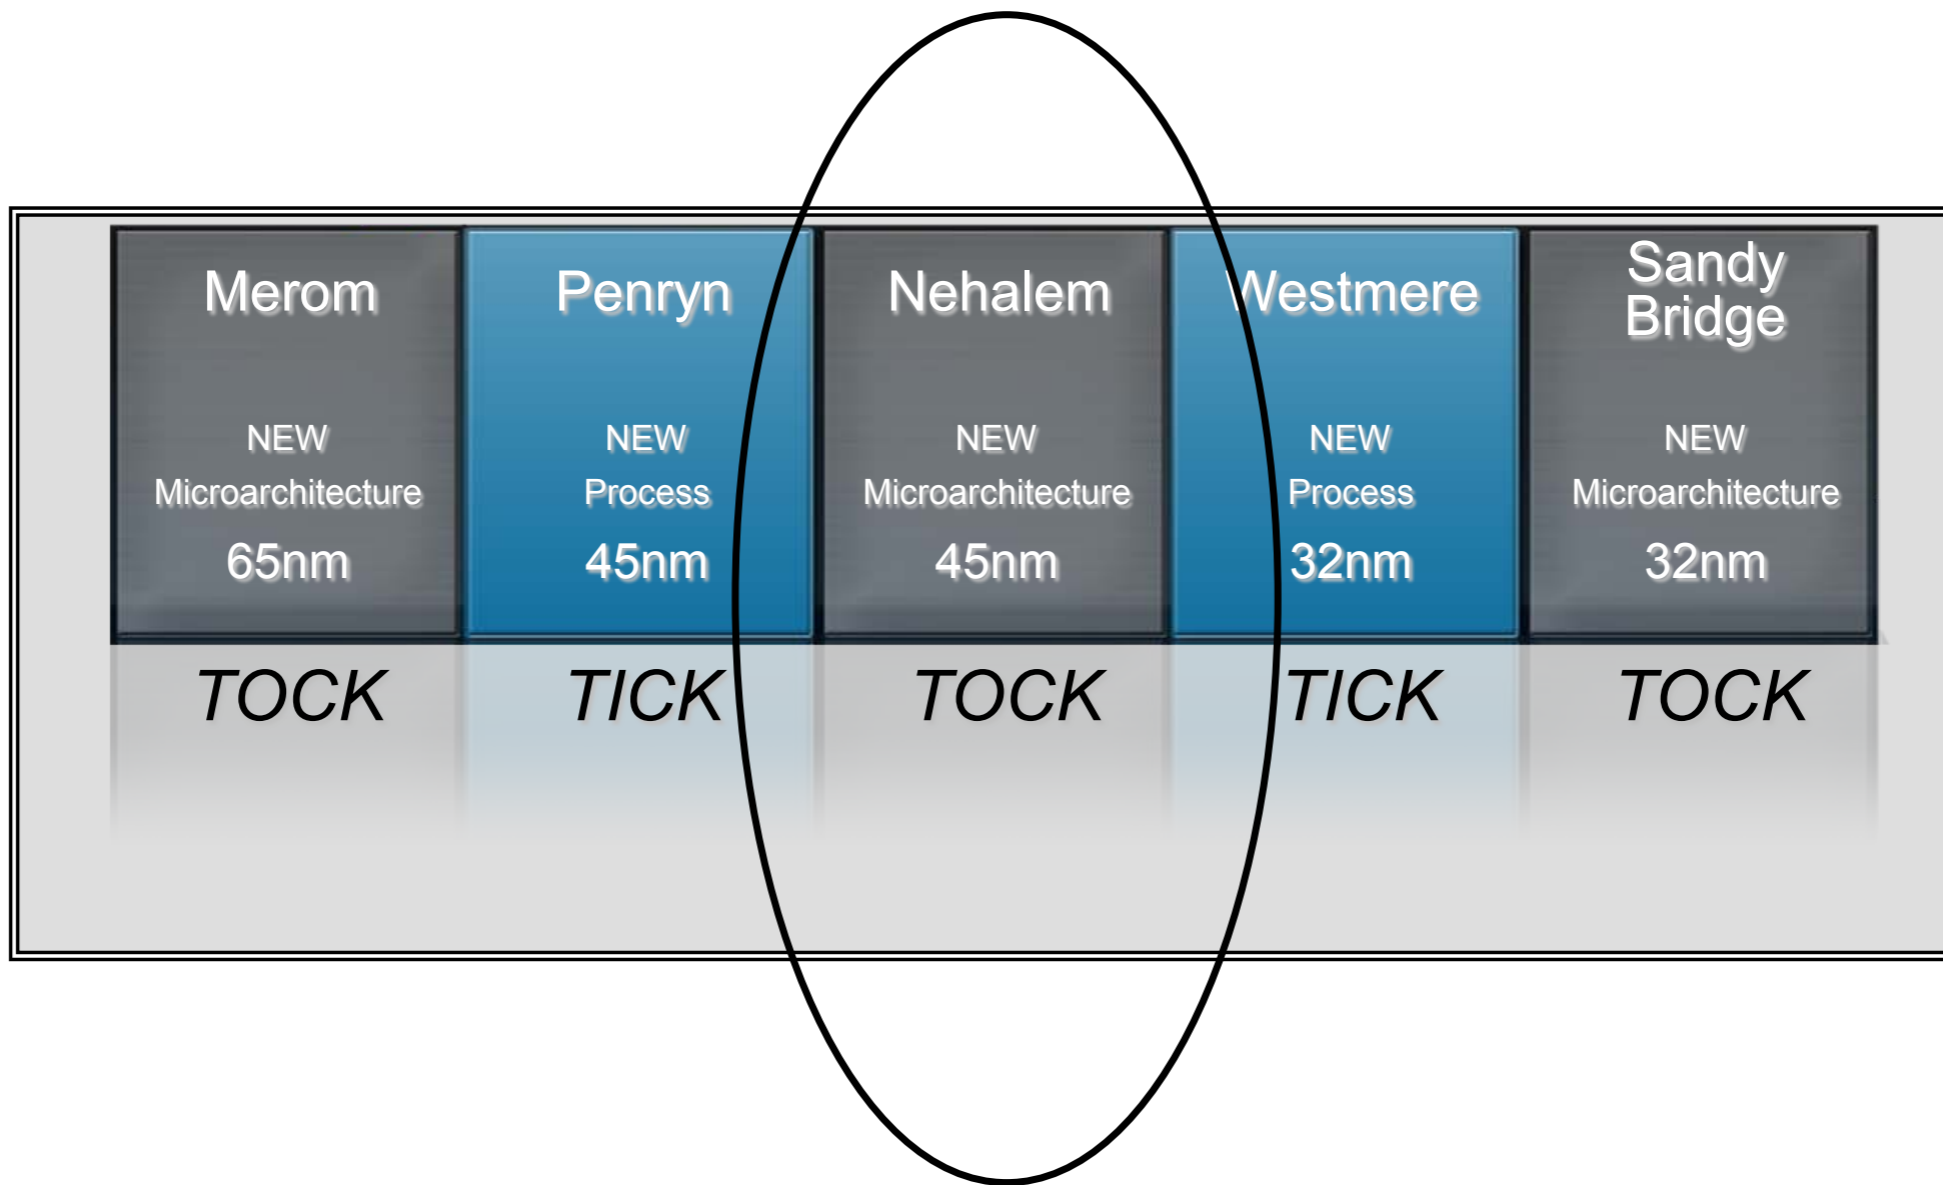 Merom
NEW
Microarchitecture
65nm
TOCK
Penryn
NEW
Process
45nm
TICK
Nehalem
NEW
Microarchitecture
45nm
TOCK
Westmere
NEW
Process
32nm
TICK
Sandy
Bridge
NEW
Microarchitecture
32nm
TOCK